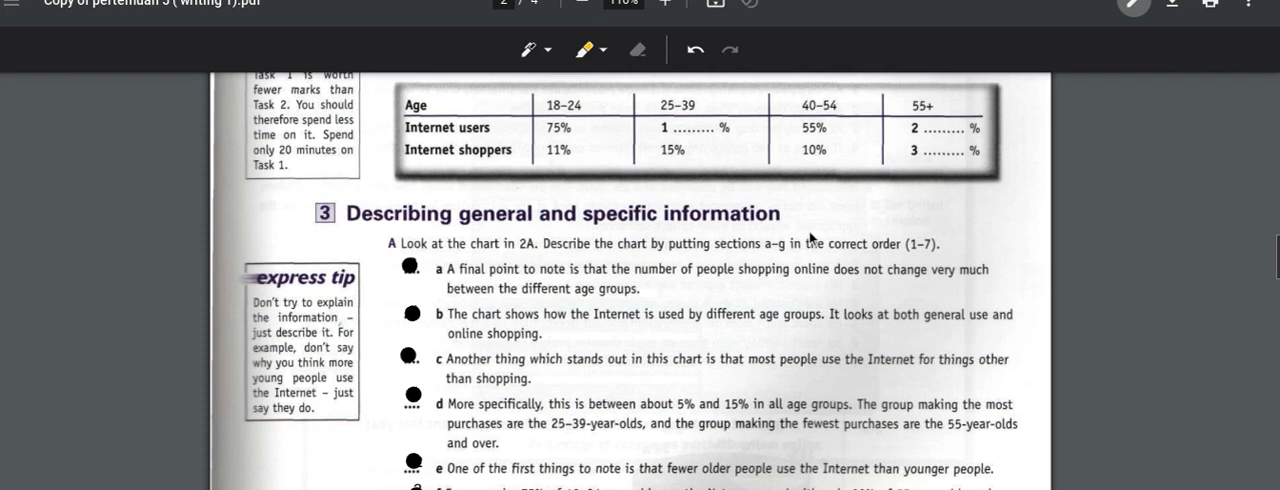 Copy of pertemuan 3 ( writing 1).pdf
2 / 4
110%
Task 1 is worth
fewer marks than
Task 2. You should
therefore spend less
time on it. Spend
only 20 minutes on
Task 1.
Age 18–24 25–39 40–54 55+
Internet users 75% 1 ......... % 55% 2 ......... %
Internet shoppers 11% 15% 10% 3 ......... %
3 Describing general and specific information
A Look at the chart in 2A. Describe the chart by putting sections a–g in the correct order (1–7).
express tip
Don't try to explain
the information –
just describe it. For
example, don't say
why you think more
young people use
the Internet – just
say they do.
a A final point to note is that the number of people shopping online does not change very much
between the different age groups.
b The chart shows how the Internet is used by different age groups. It looks at both general use and
online shopping.
c Another thing which stands out in this chart is that most people use the Internet for things other
than shopping.
.... d More specifically, this is between about 5% and 15% in all age groups. The group making the most
purchases are the 25–39-year-olds, and the group making the fewest purchases are the 55-year-olds
and over.
.... e One of the first things to note is that fewer older people use the Internet than younger people.